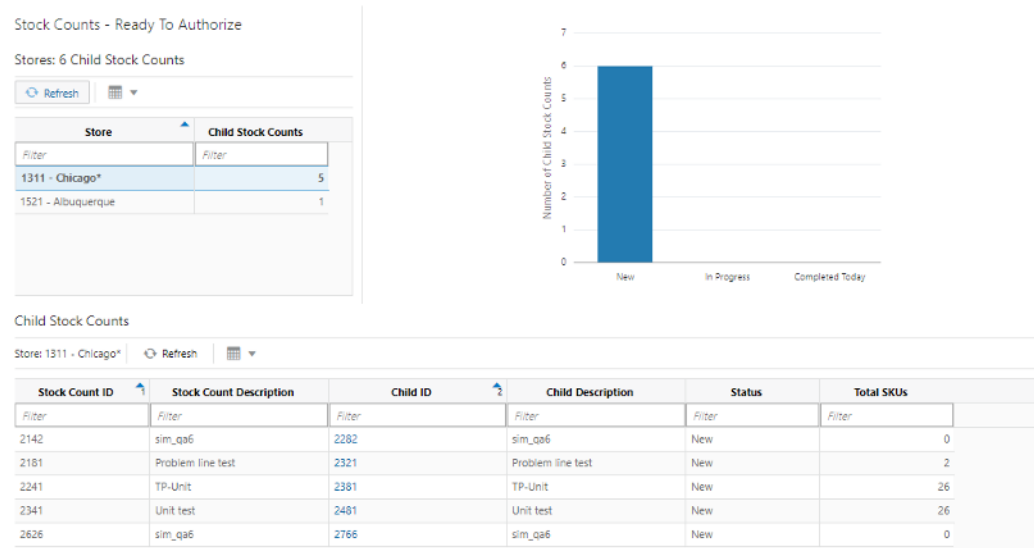 Stock Counts - Ready To Authorize
Stores: 6 Child Stock Counts
Refresh
Store Child Stock Counts
Filter Filter
1311 - Chicago* 5
1521 - Albuquerque 1
Number of Child Stock Counts
7
6
5
4
3
2
1
0
New In Progress Completed Today
Child Stock Counts
Store: 1311 - Chicago* Refresh
Stock Count ID 1 Stock Count Description Child ID 2 Child Description Status Total SKUs
Filter Filter Filter Filter Filter Filter
2142 sim_qa6 2282 sim_qa6 New 0
2181 Problem line test 2321 Problem line test New 2
2241 TP-Unit 2381 TP-Unit New 26
2341 Unit test 2481 Unit test New 26
2626 sim_qa6 2766 sim_qa6 New 0